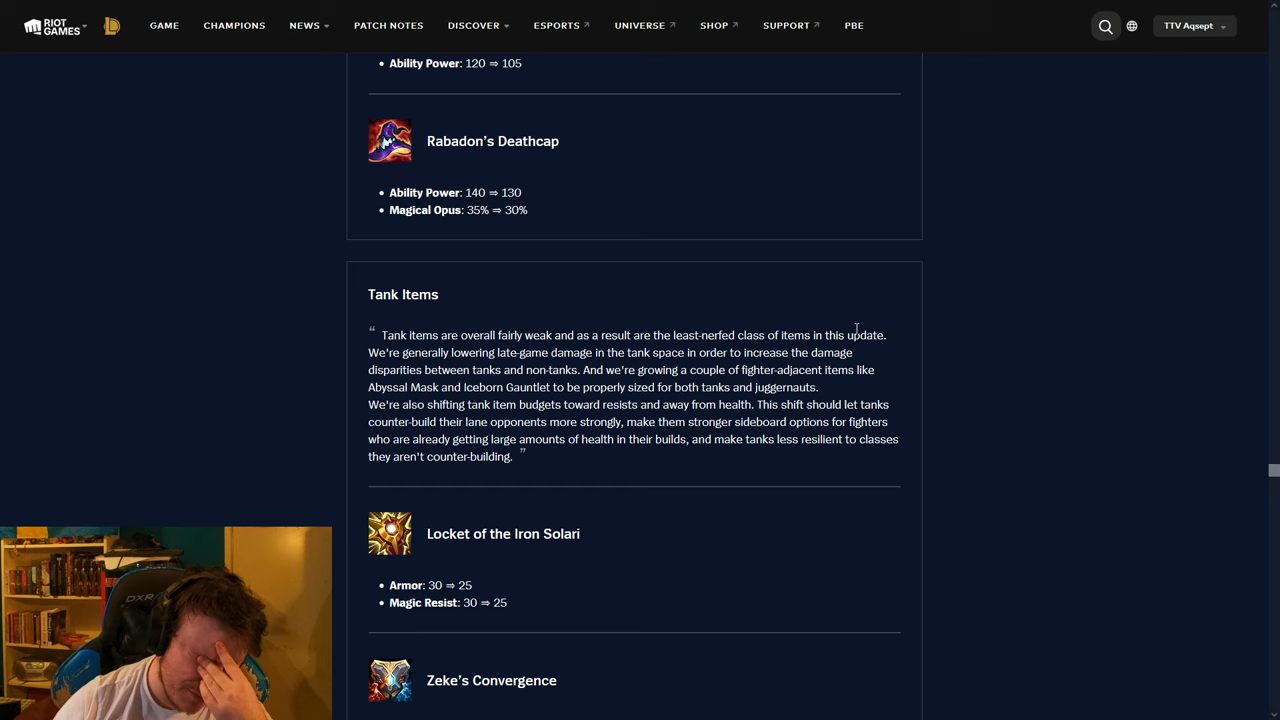 RIOT GAMES
GAME
CHAMPIONS
NEWS
PATCH NOTES
DISCOVER
ESPORTS
UNIVERSE
SHOP
SUPPORT
PBE
TTV Aqsept
• Ability Power: 120 ⇒ 105
Rabadon’s Deathcap
• Ability Power: 140 ⇒ 130
• Magical Opus: 35% ⇒ 30%
Tank Items
“ Tank items are overall fairly weak and as a result are the least-nerfed class of items in this update.
We're generally lowering late-game damage in the tank space in order to increase the damage
disparities between tanks and non-tanks. And we're growing a couple of fighter-adjacent items like
Abyssal Mask and Iceborn Gauntlet to be properly sized for both tanks and juggernauts.
We're also shifting tank item budgets toward resists and away from health. This shift should let tanks
counter-build their lane opponents more strongly, make them stronger sideboard options for fighters
who are already getting large amounts of health in their builds, and make tanks less resilient to classes
they aren't counter-building. ”
Locket of the Iron Solari
• Armor: 30 ⇒ 25
• Magic Resist: 30 ⇒ 25
Zeke’s Convergence
DXR